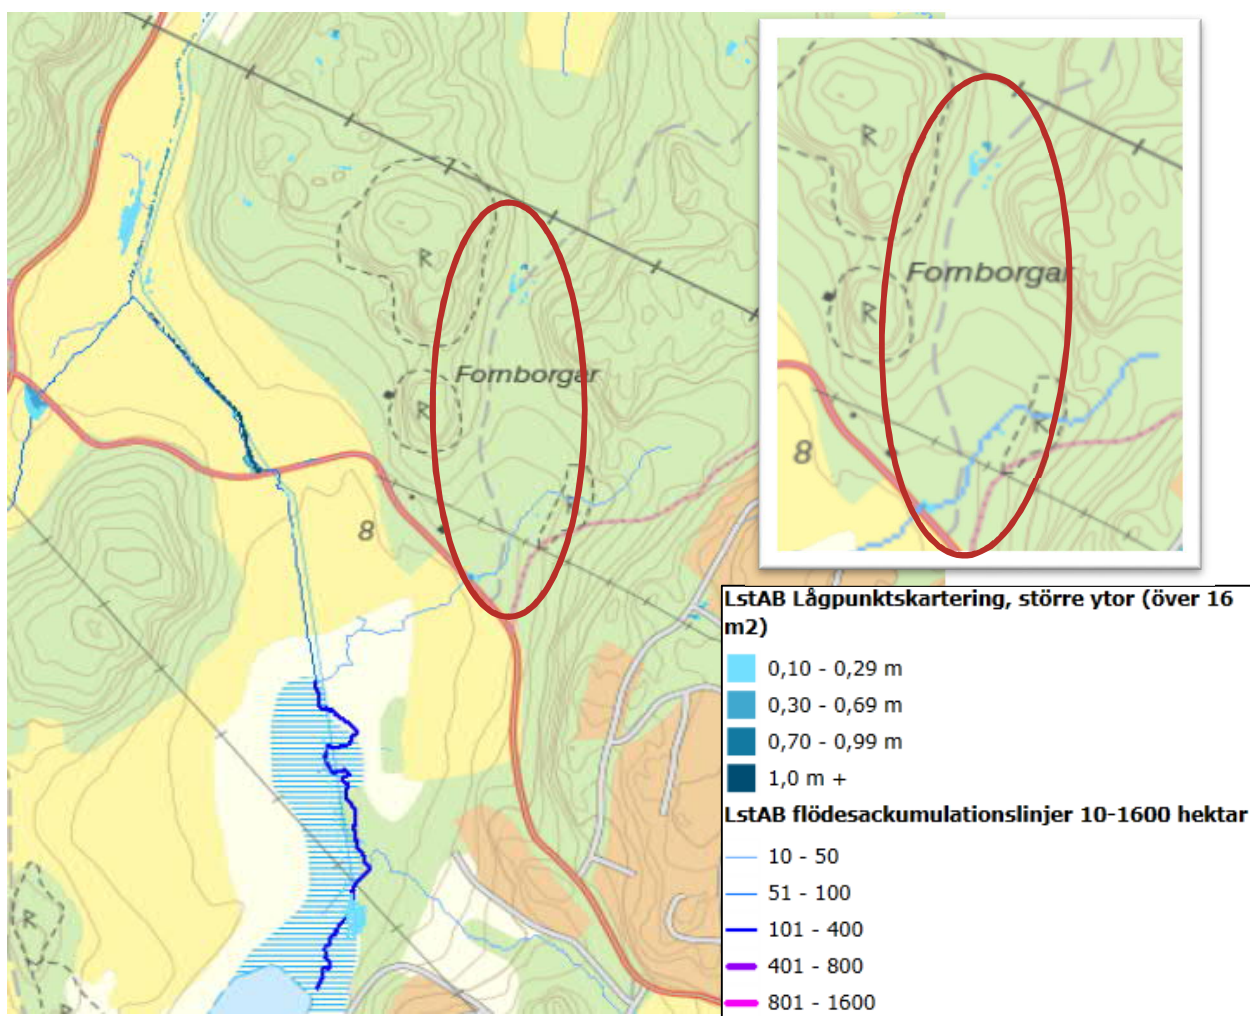 R
Fornborgar
R
R
8
R
R
R
Fornborgar
R
R
8
LstAB Lågpunktskartering, större ytor (över 16
m2)
0,10 - 0,29 m
0,30 - 0,69 m
0,70 - 0,99 m
1,0 m +
LstAB flödesackumulationslinjer 10-1600 hektar
10 - 50
51 - 100
101 - 400
401 - 800
801 - 1600